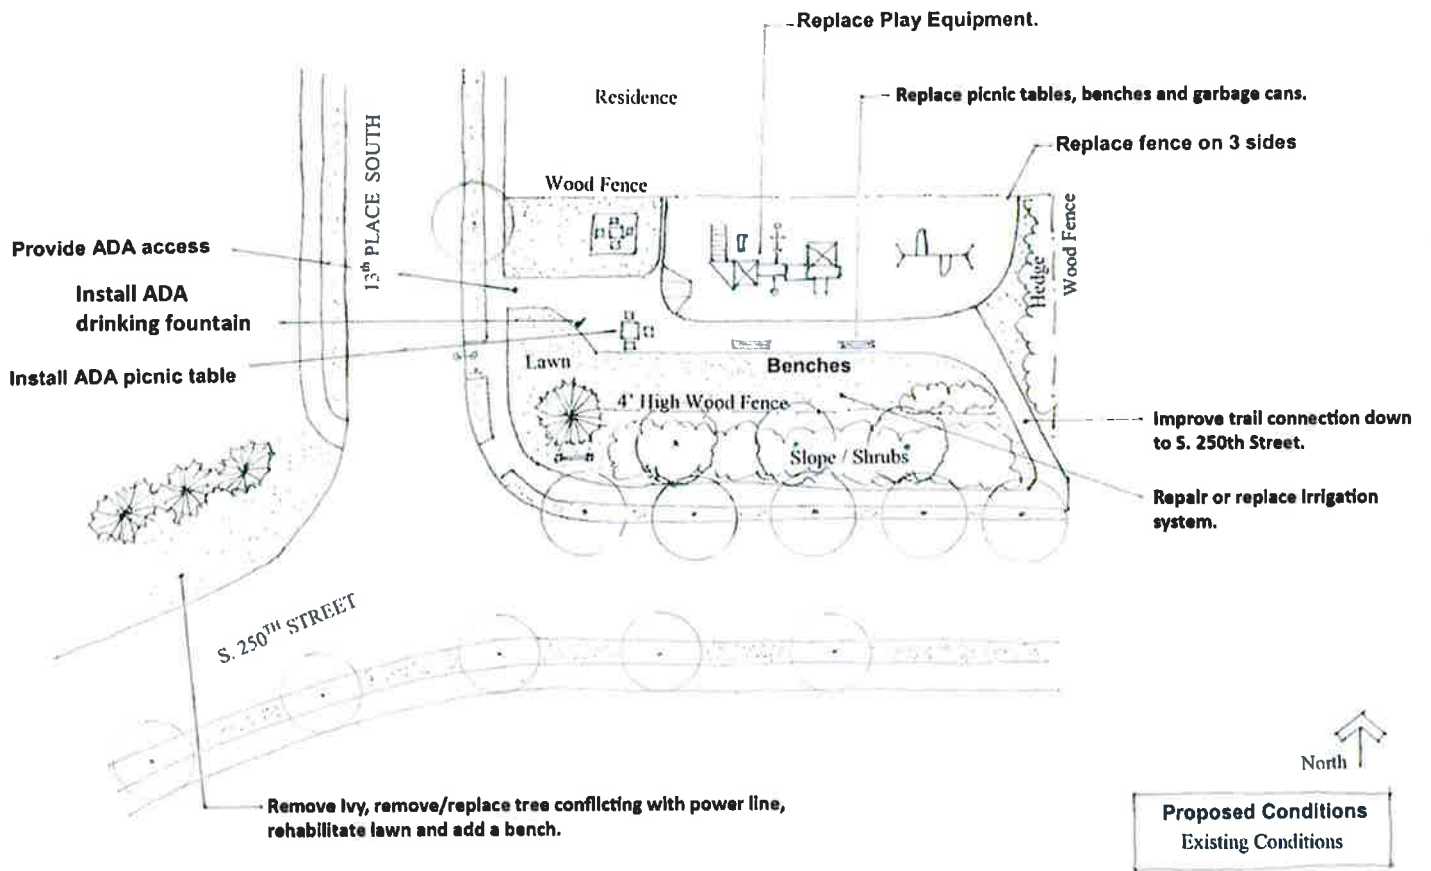 Replace Play Equipment.
Residence
Replace picnic tables, benches and garbage cans.
Replace fence on 3 sides
13th PLACE SOUTH
Wood Fence
Wood Fence
Hedge
Provide ADA access
Install ADA
drinking fountain
Install ADA picnic table
Lawn
Benches
4' High Wood Fence
Slope / Shrubs
Improve trail connection down
to S. 250th Street.
Repair or replace irrigation
system.
S. 250TH STREET
North
Remove Ivy, remove/replace tree conflicting with power line,
rehabilitate lawn and add a bench.
Proposed Conditions
Existing Conditions